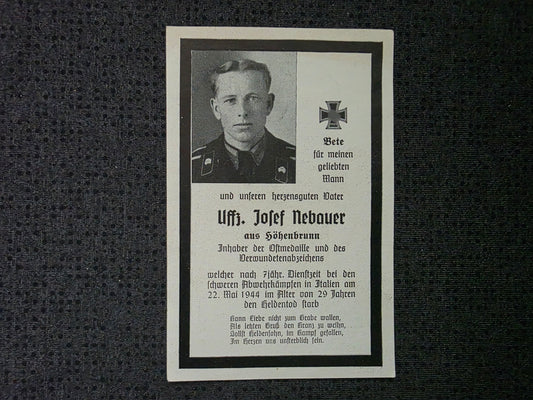 Bete
für meinen
geliebten
Mann
und unseren herzensguten Vater
Uffz. Josef Nebauer
aus Höhenbrunn
Inhaber der Ostmedaille und des
Verwundetenabzeichens
welcher nach 7jähr. Dienstzeit bei den
schweren Abwehrkämpfen in Italien am
22. Mai 1944 im Alter von 29 Jahren
den Heldentod starb
Kann Liebe nicht zum Grabe wallen,
Als letzten Gruß den Kranz zu weihn,
Sollst Heldensohn, im Kampf gefallen,
Im Herzen uns unsterblich sein.